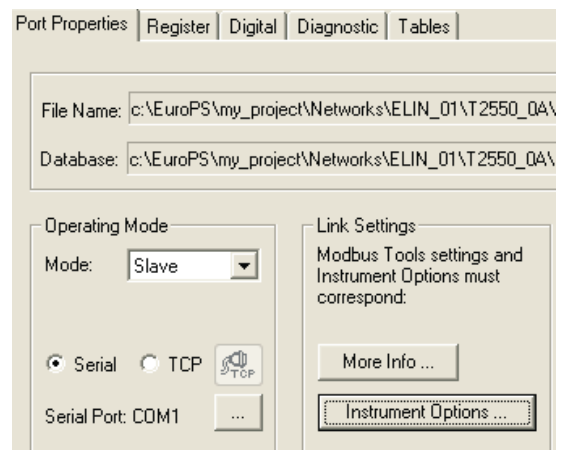 Port Properties Register Digital Diagnostic Tables
File Name: c:\EuroPS\my_project\Networks\ELIN_01\T2550_0A\
Database: c:\EuroPS\my_project\Networks\ELIN_01\T2550_0A\
Operating Mode
Mode: Slave
Serial TCP TCP
Serial Port: COM1 ...
Link Settings
Modbus Tools settings and
Instrument Options must
correspond:
More Info ...
Instrument Options ...